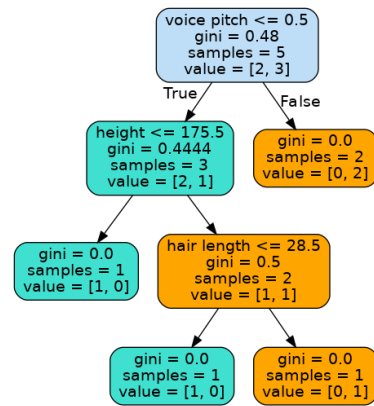 voice pitch <= 0.5
gini = 0.48
samples = 5
value = [2, 3]
True
False
height <= 175.5
gini = 0.4444
samples = 3
value = [2, 1]
gini = 0.0
samples = 2
value = [0, 2]
gini = 0.0
samples = 1
value = [1, 0]
hair length <= 28.5
gini = 0.5
samples = 2
value = [1, 1]
gini = 0.0
samples = 1
value = [1, 0]
gini = 0.0
samples = 1
value = [0, 1]